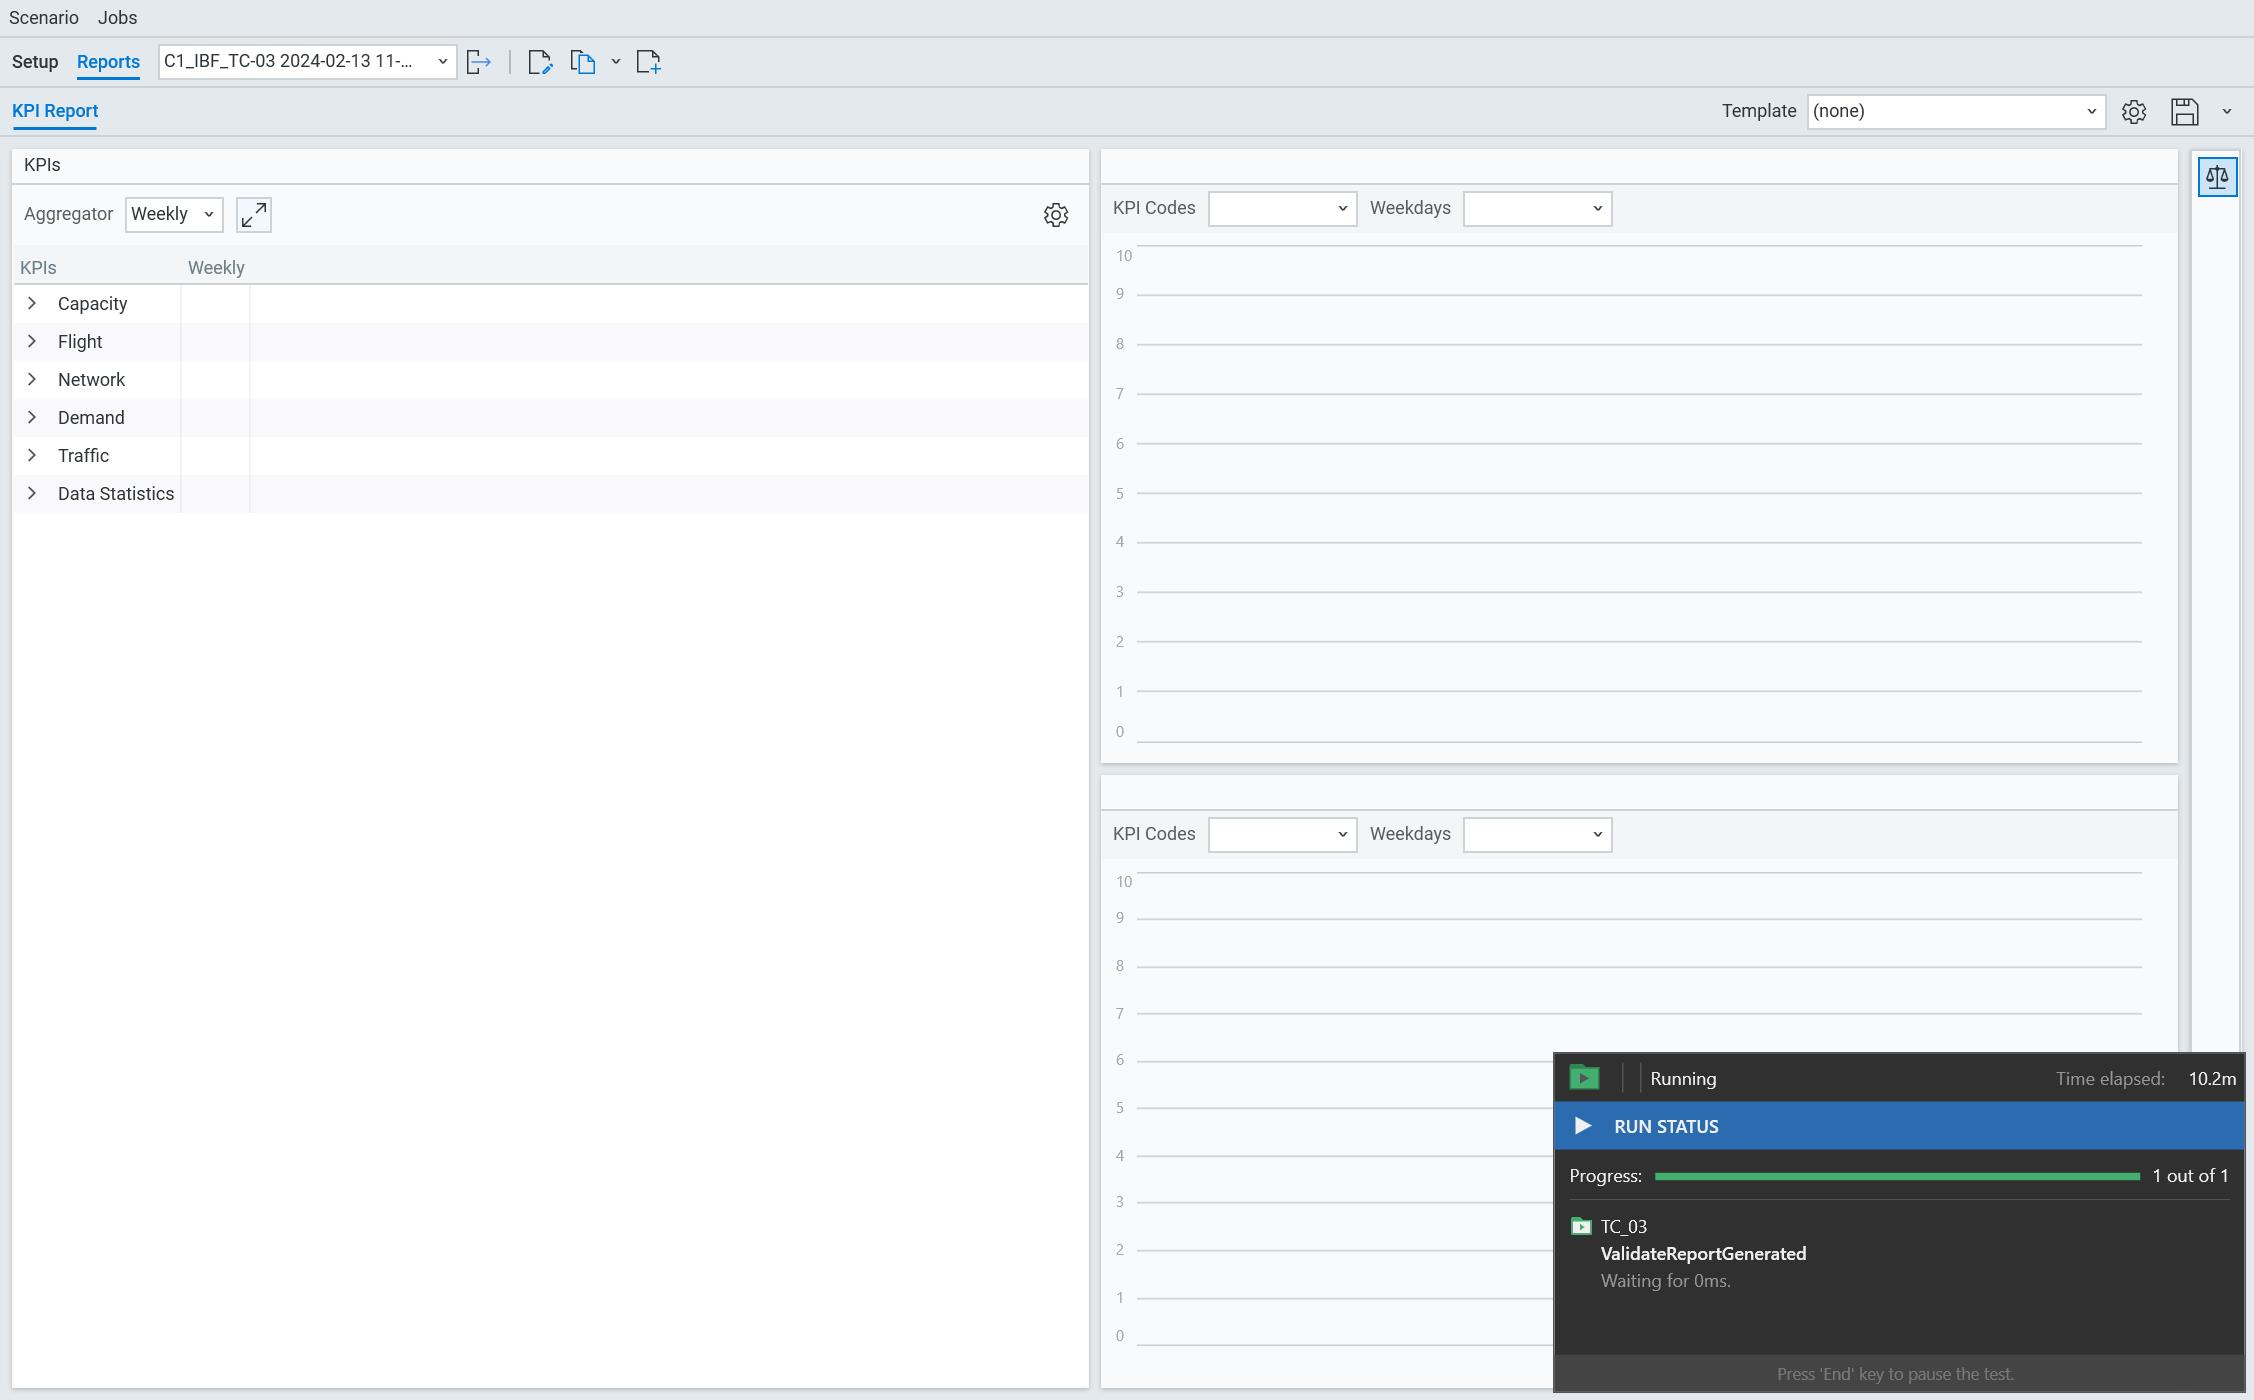 Scenario Jobs
Setup Reports C1_IBF_TC-03 2024-02-13 11-...
KPI Report Template (none)
KPIs
Aggregator Weekly
KPIs Weekly
Capacity
Flight
Network
Demand
Traffic
Data Statistics
KPI Codes Weekdays
10
9
8
7
6
5
4
3
2
1
0
KPI Codes Weekdays
10
9
8
7
6
5
4
3
2
1
0
Running Time elapsed: 10.2m
RUN STATUS
Progress: 1 out of 1
TC_03
ValidateReportGenerated
Waiting for 0ms.
Press 'End' key to pause the test.